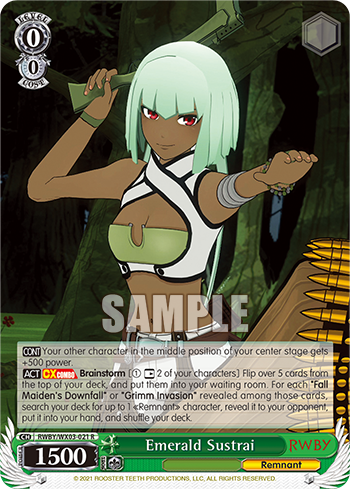 LEVEL
0
0
COST
SAMPLE
CONT Your other character in the middle position of your center stage gets
+500 power.
ACT CXCOMBO Brainstorm [① 2 of your characters] Flip over 5 cards from
the top of your deck, and put them into your waiting room. For each "Fall
Maiden's Downfall" or "Grimm Invasion" revealed among those cards,
search your deck for up to 1 «Remnant» character, reveal it to your opponent,
put it into your hand, and shuffle your deck.
CH RWBY/WX03-021 R
Emerald Sustrai
RWBY
POWER
1500
Remnant
© 2021 ROOSTER TEETH PRODUCTIONS, LLC, ALL RIGHTS RESERVED.